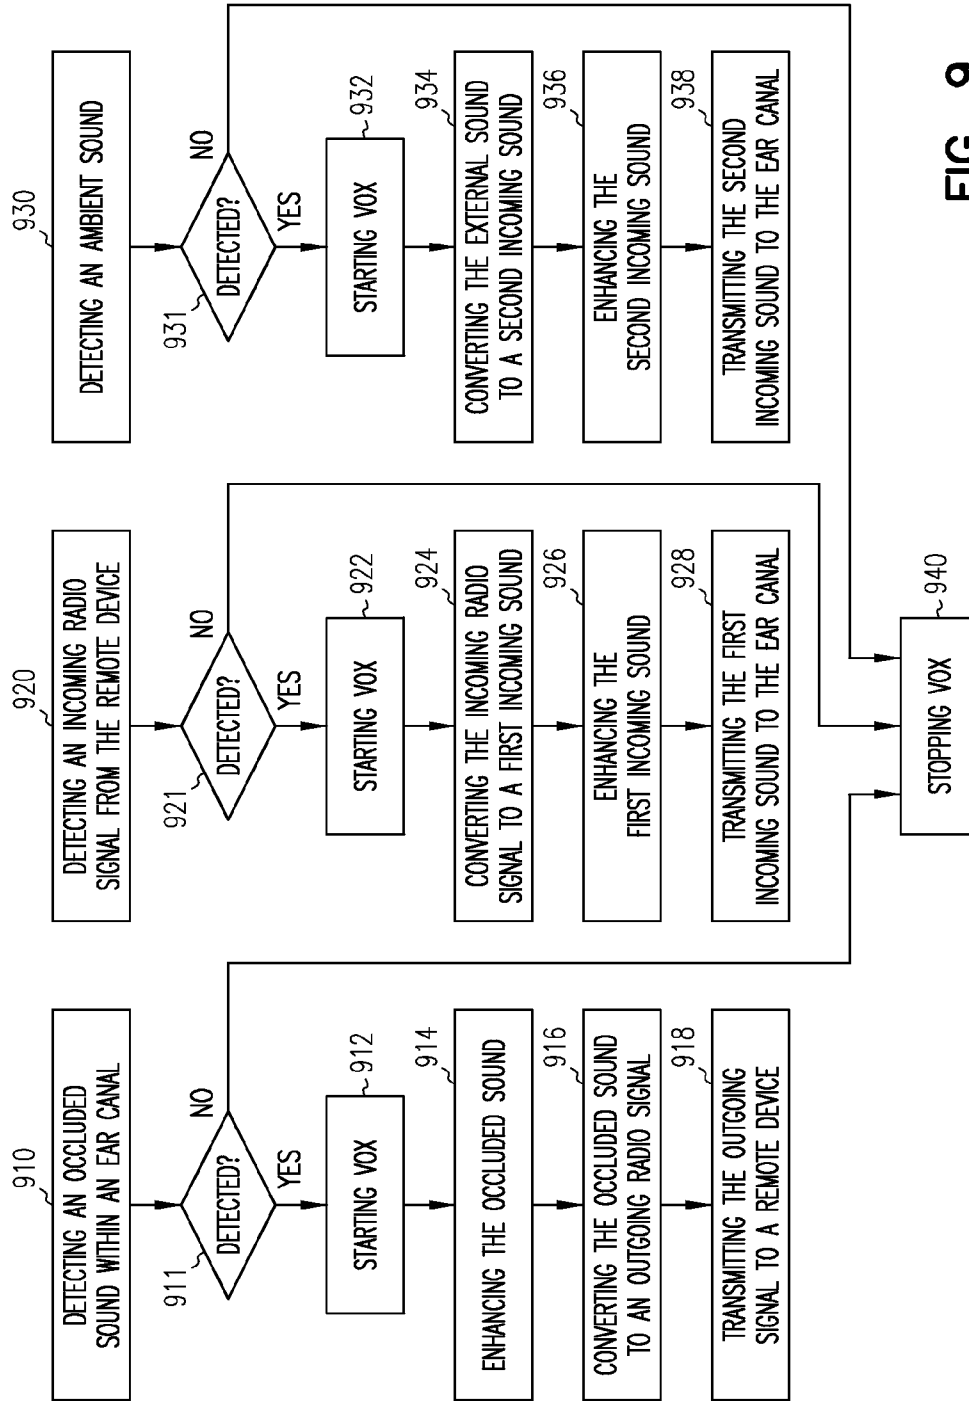 910
DETECTING AN OCCLUDED
SOUND WITHIN AN EAR CANAL
911
DETECTED?
NO
YES
912
STARTING VOX
914
ENHANCING THE OCCLUDED SOUND
916
CONVERTING THE OCCLUDED SOUND
TO AN OUTGOING RADIO SIGNAL
918
TRANSMITTING THE OUTGOING
SIGNAL TO A REMOTE DEVICE
920
DETECTING AN INCOMING RADIO
SIGNAL FROM THE REMOTE DEVICE
921
DETECTED?
NO
YES
922
STARTING VOX
924
CONVERTING THE INCOMING RADIO
SIGNAL TO A FIRST INCOMING SOUND
926
ENHANCING THE
FIRST INCOMING SOUND
928
TRANSMITTING THE FIRST
INCOMING SOUND TO THE EAR CANAL
930
DETECTING AN AMBIENT SOUND
931
DETECTED?
NO
YES
932
STARTING VOX
934
CONVERTING THE EXTERNAL SOUND
TO A SECOND INCOMING SOUND
936
ENHANCING THE
SECOND INCOMING SOUND
938
TRANSMITTING THE SECOND
INCOMING SOUND TO THE EAR CANAL
940
STOPPING VOX
FIG. 9